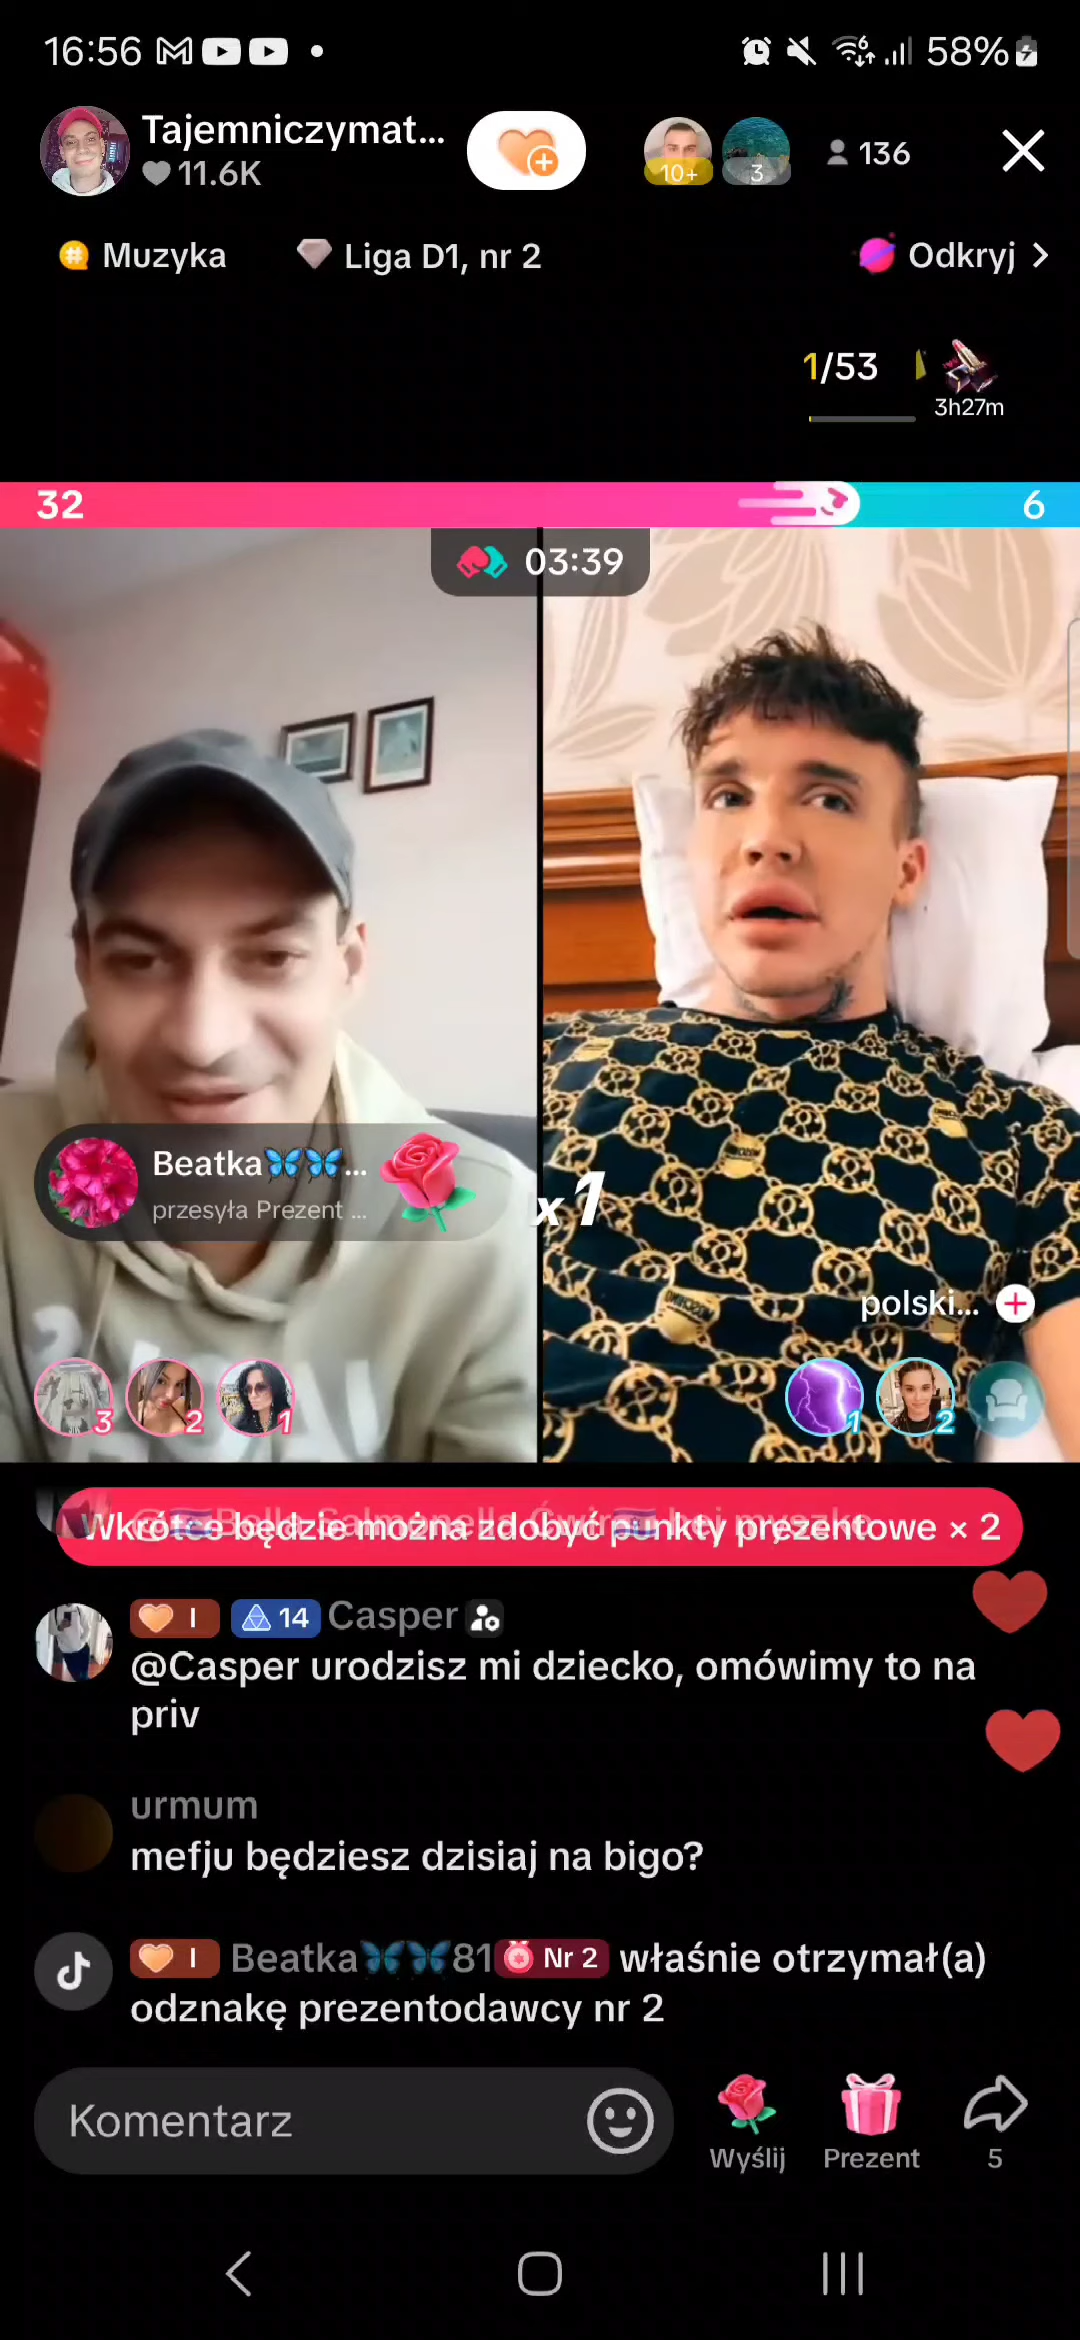 16:56
58%
Tajemniczymat...
11.6K
10+
3
136
Muzyka
Liga D1, nr 2
Odkryj >
1/53
3h27m
32
6
03:39
Beatka🦋🦋...
przesyła Prezent ...
x1
polski...
3
2
1
1
2
Wkrótce będzie można zdobyć punkty prezentowe × 2
I 14 Casper
@Casper urodzisz mi dziecko, omówimy to na
priv
urmum
mefju będziesz dzisiaj na bigo?
I Beatka🦋🦋81 Nr 2 właśnie otrzymał(a)
odznakę prezentodawcy nr 2
Komentarz
Wyślij
Prezent
5